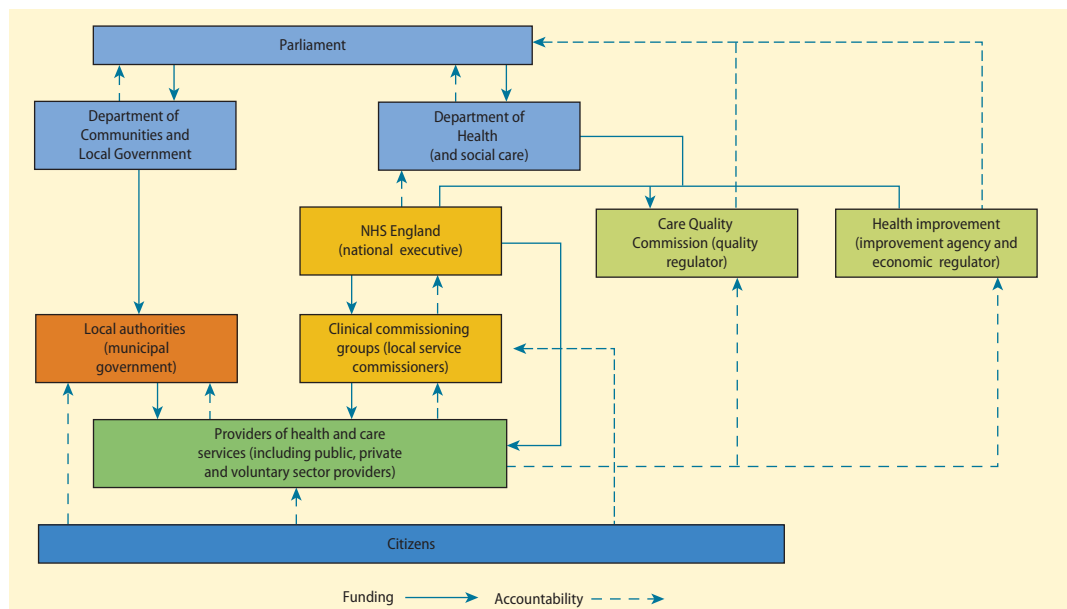 Parliament
Department of
Communities and
Local Government
Department of
Health
(and social care)
NHS England
(national executive)
Care Quality
Commission (quality
regulator)
Health improvement
(improvement agency and
economic regulator)
Local authorities
(municipal
government)
Clinical commissioning
groups (local service
commissioners)
Providers of health and care
services (including public, private
and voluntary sector providers)
Citizens
Funding
Accountability